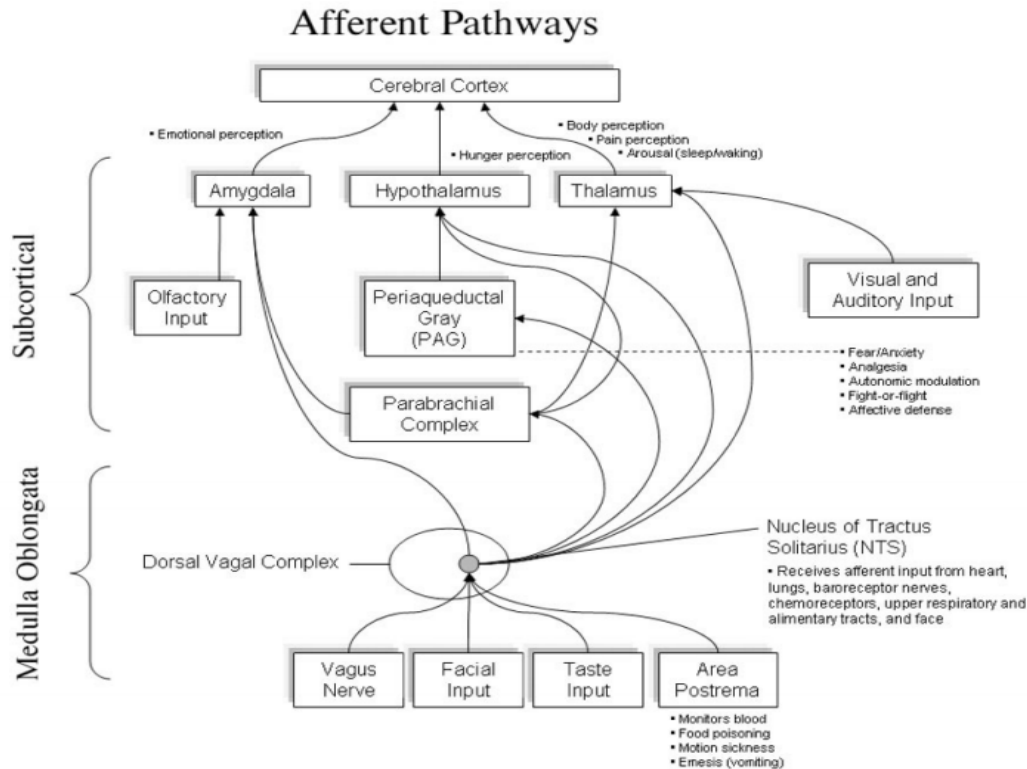 Afferent Pathways
Cerebral Cortex
▪ Emotional perception
▪ Hunger perception
▪ Body perception
▪ Pain perception
▪ Arousal (sleep/waking)
Subcortical
Amygdala
Hypothalamus
Thalamus
Olfactory
Input
Periaqueductal
Gray
(PAG)
Visual and
Auditory Input
▪ Fear/Anxiety
▪ Analgesia
▪ Autonomic modulation
▪ Fight-or-flight
▪ Affective defense
Parabrachial
Complex
Medulla Oblongata
Dorsal Vagal Complex
Nucleus of Tractus
Solitarius (NTS)
▪ Receives afferent input from heart,
lungs, baroreceptor nerves,
chemoreceptors, upper respiratory and
alimentary tracts, and face
Vagus
Nerve
Facial
Input
Taste
Input
Area
Postrema
▪ Monitors blood
▪ Food poisoning
▪ Motion sickness
▪ Emesis (vomiting)